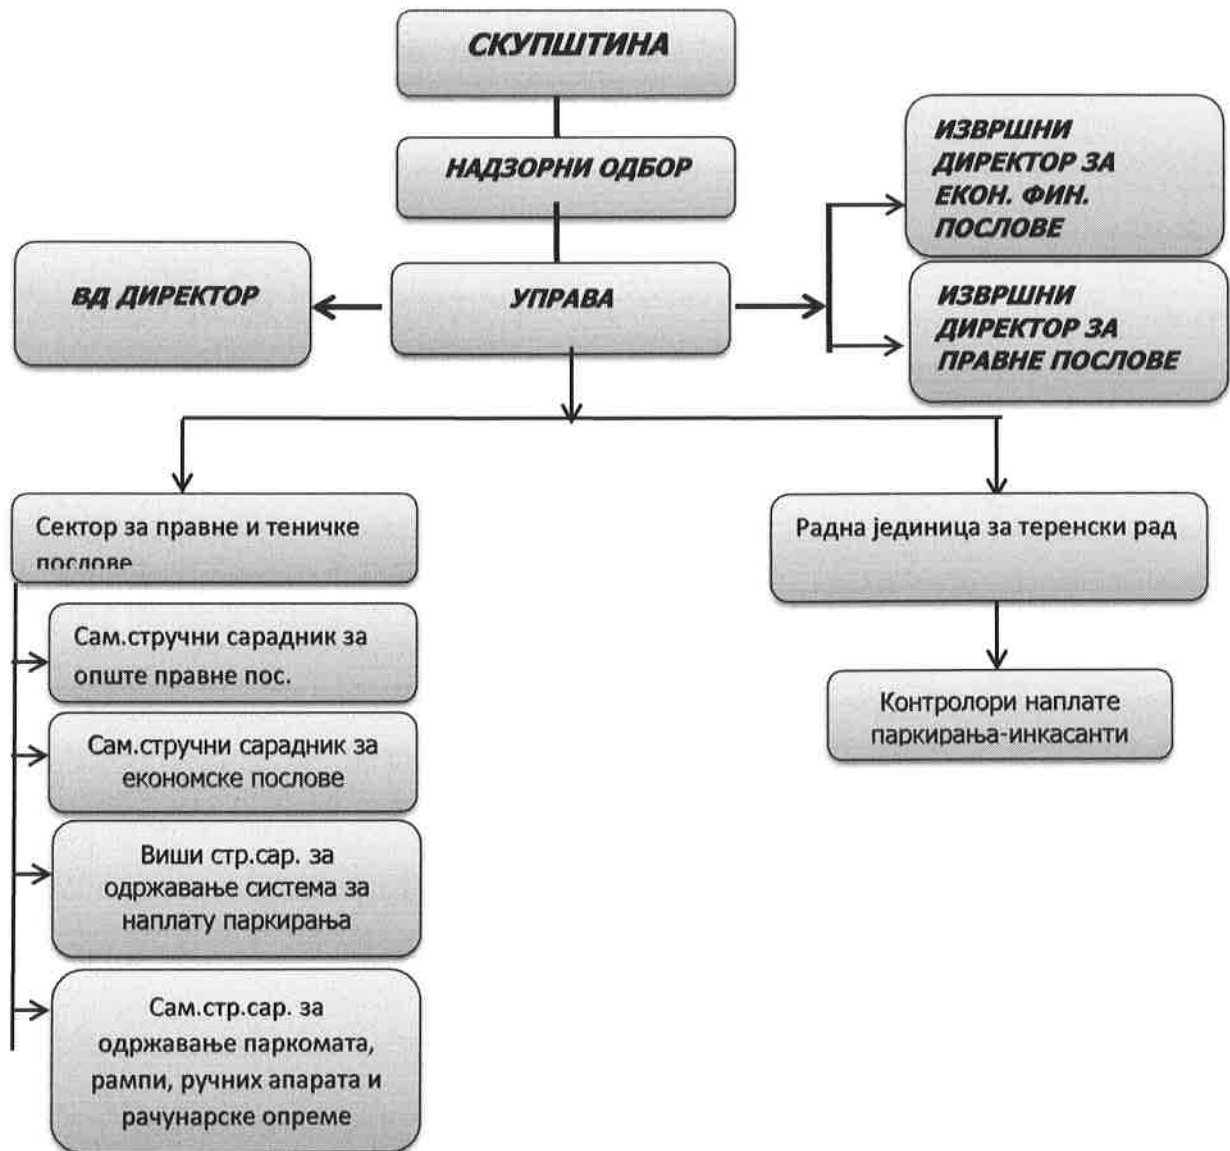 СКУПШТИНА
НАДЗОРНИ ОДБОР
ИЗВРШНИ
ДИРЕКТОР ЗА
ЕКОН. ФИН.
ПОСЛОВЕ
ВД ДИРЕКТОР
УПРАВА
ИЗВРШНИ
ДИРЕКТОР ЗА
ПРАВНЕ ПОСЛОВЕ
Сектор за правне и теничке
послове
Радна јединица за теренски рад
Сам.стручни сарадник за
опште правне пос.
Контролори наплате
паркирања-инкасанти
Сам.стручни сарадник за
економске послове
Виши стр.сар. за
одржавање система за
наплату паркирања
Сам.стр.сар. за
одржавање паркомата,
рампи, ручних апарата и
рачунарске опреме